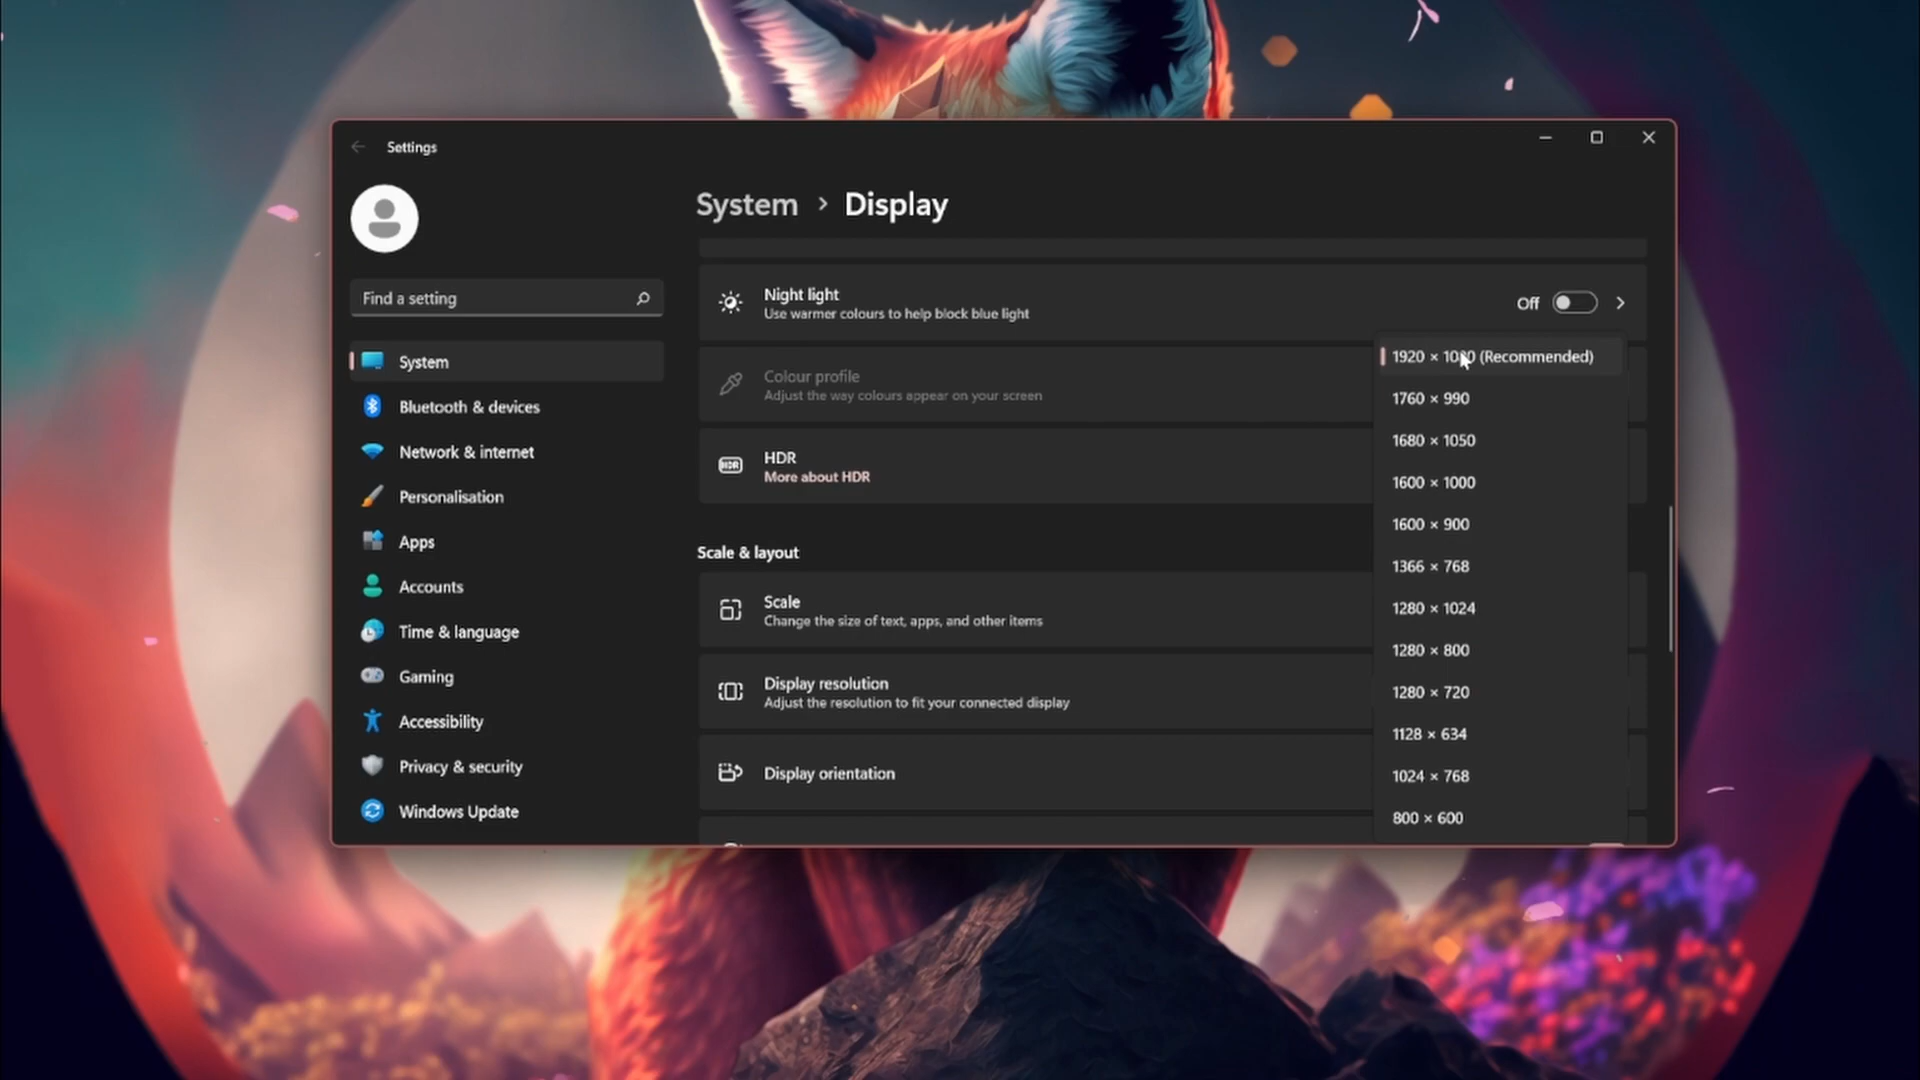 Settings
Find a setting
System
Bluetooth & devices
Network & internet
Personalisation
Apps
Accounts
Time & language
Gaming
Accessibility
Privacy & security
Windows Update
System > Display
Night light
Use warmer colours to help block blue light
Off
Colour profile
Adjust the way colours appear on your screen
HDR
HDR
More about HDR
Scale & layout
Scale
Change the size of text, apps, and other items
Display resolution
Adjust the resolution to fit your connected display
Display orientation
1920 × 1080 (Recommended)
1760 × 990
1680 × 1050
1600 × 1000
1600 × 900
1366 × 768
1280 × 1024
1280 × 800
1280 × 720
1128 × 634
1024 × 768
800 × 600